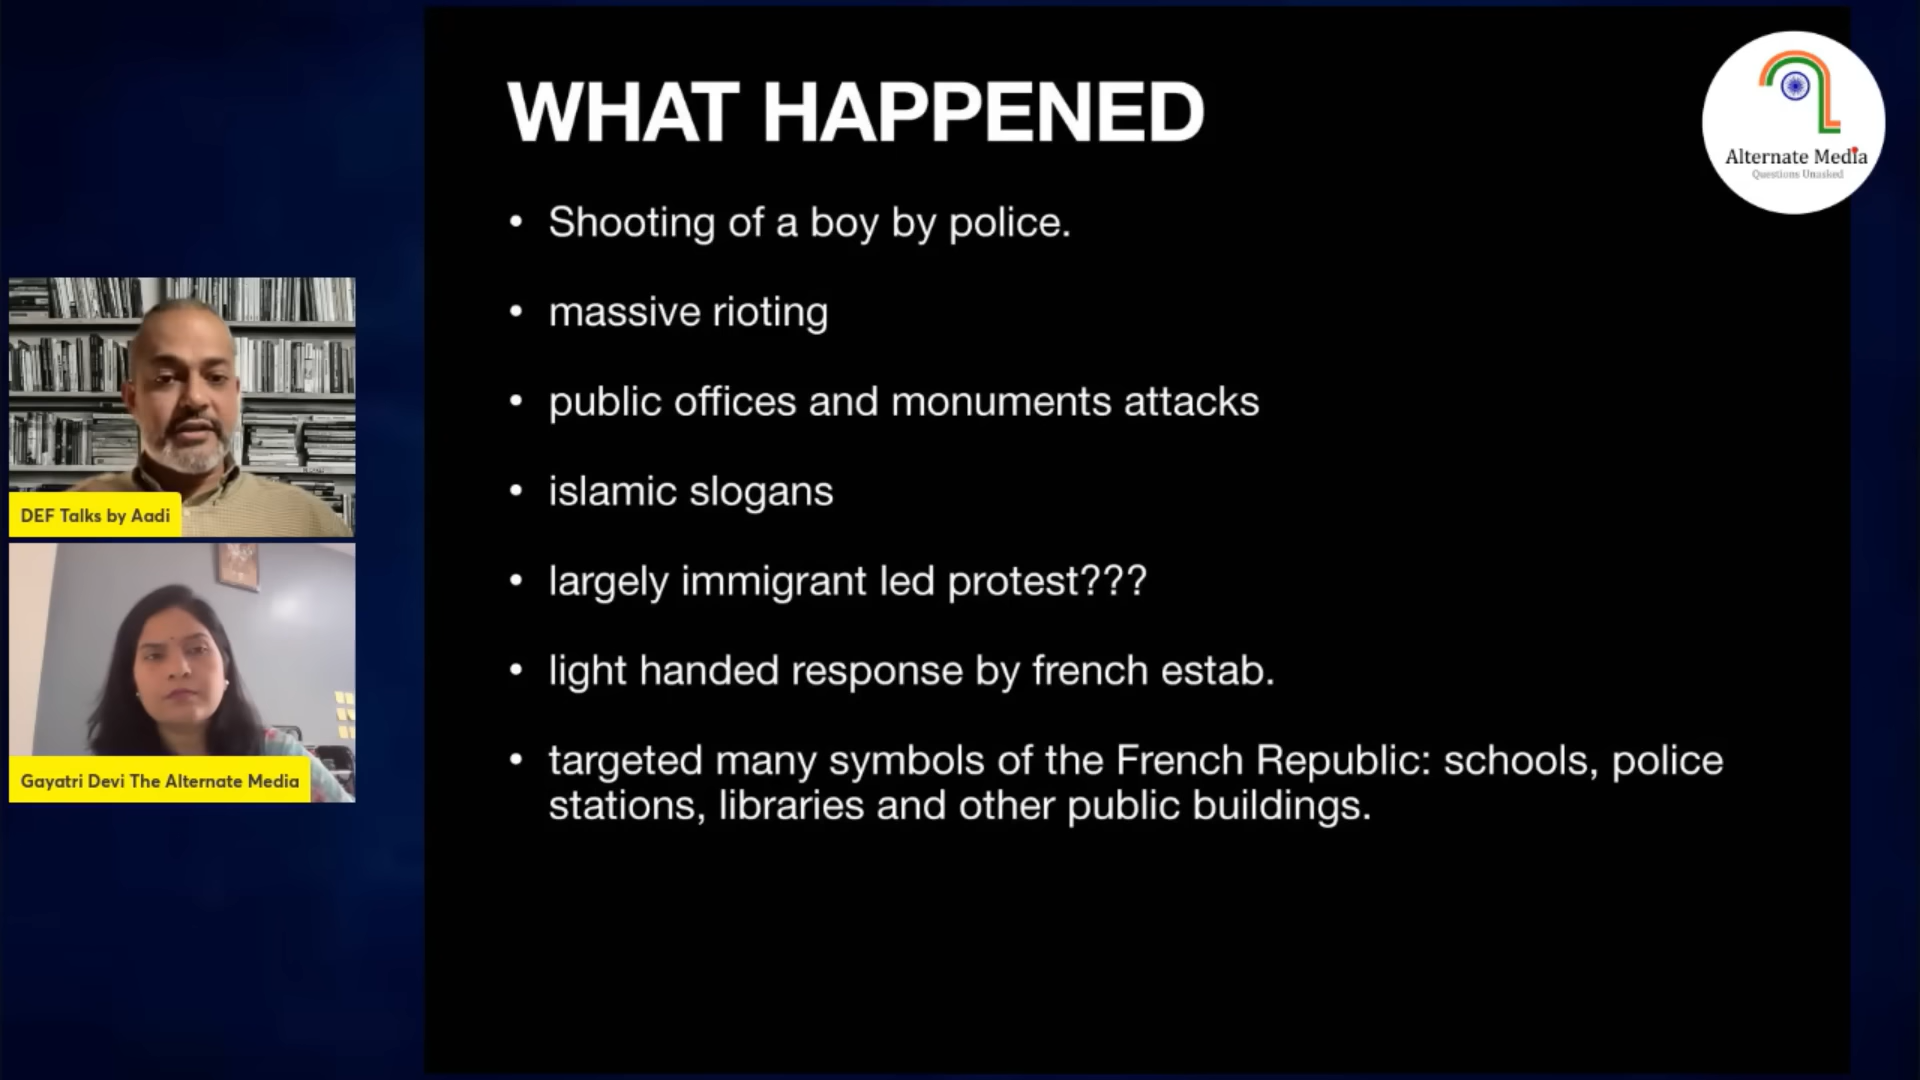 WHAT HAPPENED
• Shooting of a boy by police.
• massive rioting
• public offices and monuments attacks
• islamic slogans
• largely immigrant led protest???
• light handed response by french estab.
• targeted many symbols of the French Republic: schools, police
stations, libraries and other public buildings.
Alternate Media
Questions Unasked
DEF Talks by Aadi
Gayatri Devi The Alternate Media